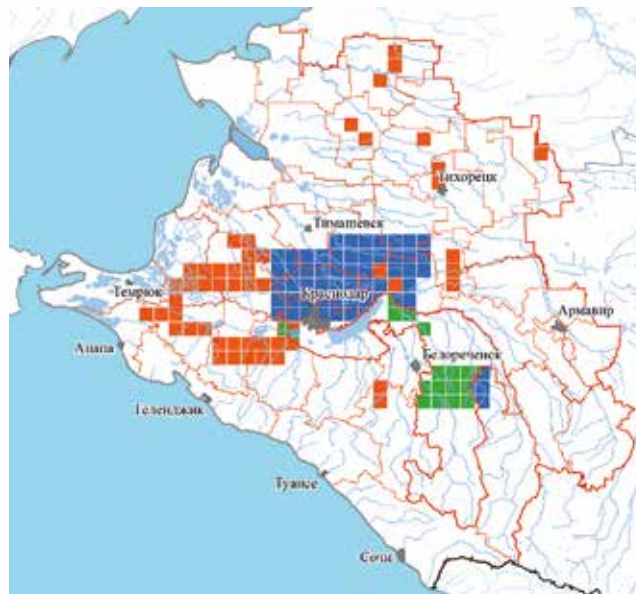 Тихорецк
Тимашевск
Темрюк
Краснодар
Армавир
Анапа
Белореченск
Геленджик
Туапсе
Сочи